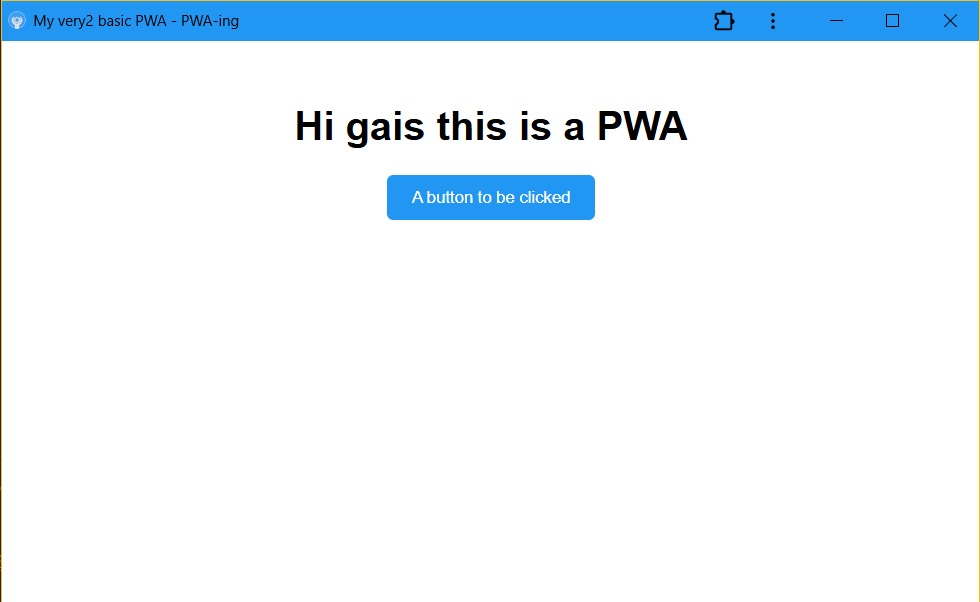 My very2 basic PWA - PWA-ing
Hi gais this is a PWA
A button to be clicked